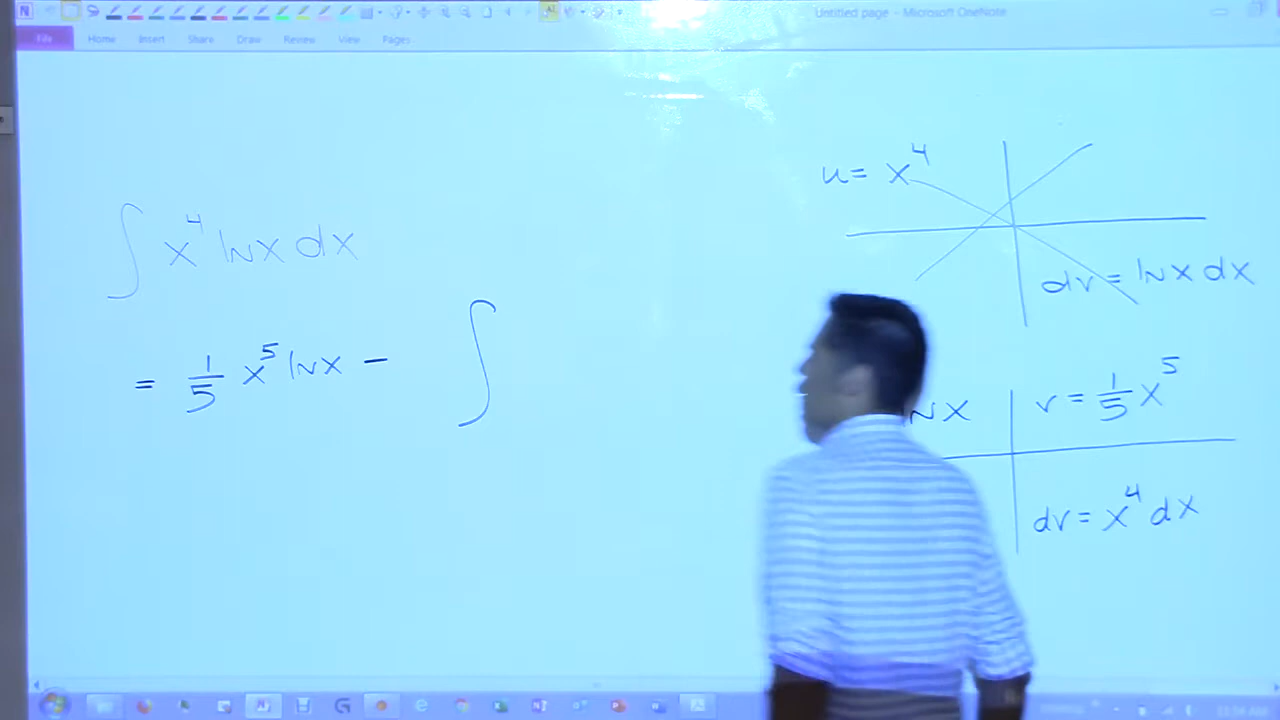 Untitled page - Microsoft OneNote
File Home Insert Share Draw Review View Pages
∫ x⁴ ln x dx
= 1/5 x⁵ ln x − ∫
u = x⁴
dv = ln x dx
v = 1/5 x⁵
dv = x⁴ dx